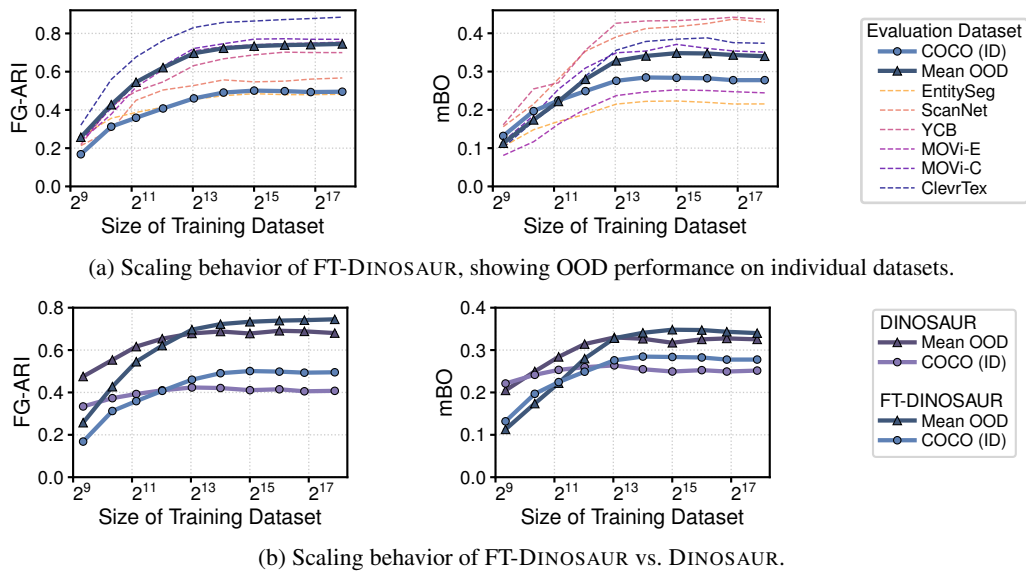 FG-ARI
0.8
0.6
0.4
0.2
0.0
2^9 2^11 2^13 2^15 2^17
Size of Training Dataset
mBO
0.4
0.3
0.2
0.1
0.0
2^9 2^11 2^13 2^15 2^17
Size of Training Dataset
Evaluation Dataset
COCO (ID)
Mean OOD
EntitySeg
ScanNet
YCB
MOVi-E
MOVi-C
ClevrTex
(a) Scaling behavior of FT-DINOSAUR, showing OOD performance on individual datasets.
FG-ARI
0.8
0.6
0.4
0.2
0.0
2^9 2^11 2^13 2^15 2^17
Size of Training Dataset
mBO
0.4
0.3
0.2
0.1
0.0
2^9 2^11 2^13 2^15 2^17
Size of Training Dataset
DINOSAUR
Mean OOD
COCO (ID)
FT-DINOSAUR
Mean OOD
COCO (ID)
(b) Scaling behavior of FT-DINOSAUR vs. DINOSAUR.